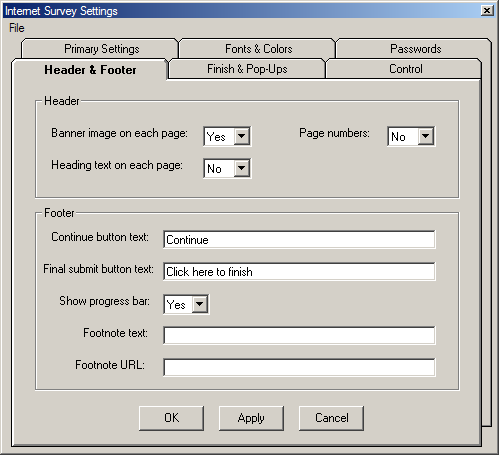 Internet Survey Settings
File
Primary Settings Fonts & Colors Passwords
Header & Footer Finish & Pop-Ups Control
Header
Banner image on each page: Yes Page numbers: No
Heading text on each page: No
Footer
Continue button text: Continue
Final submit button text: Click here to finish
Show progress bar: Yes
Footnote text:
Footnote URL:
OK Apply Cancel